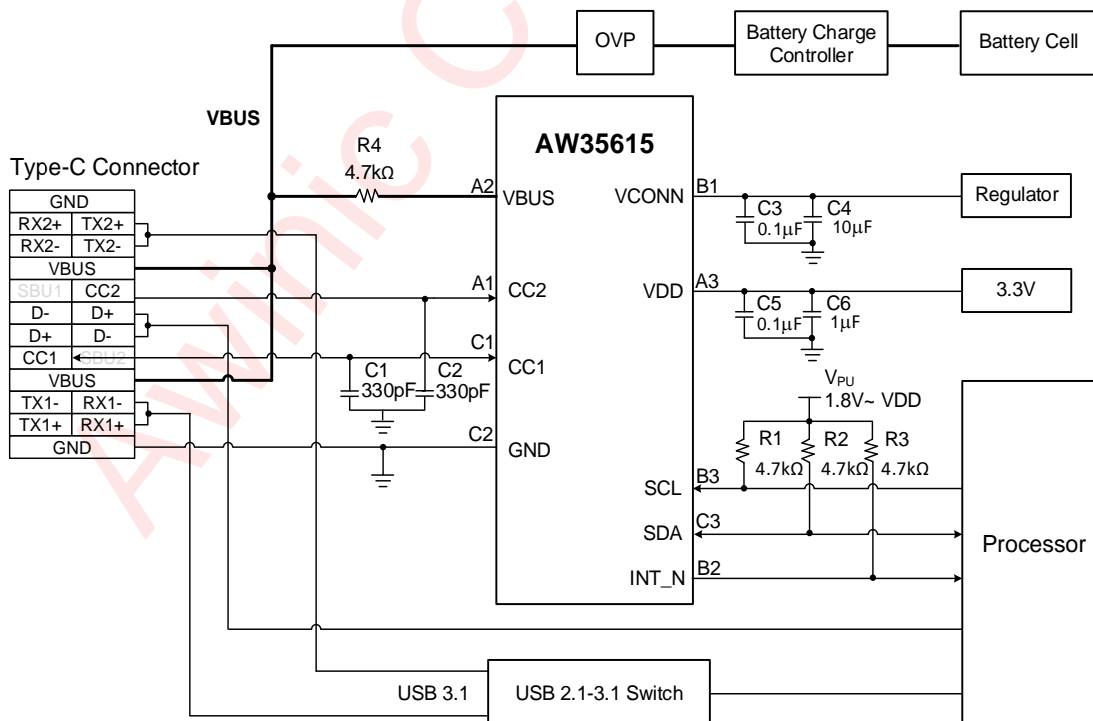 OVP
Battery Charge
Controller
Battery Cell
VBUS
AW35615
R4
4.7kΩ
Type-C Connector
GND
RX2+ TX2+
RX2- TX2-
VBUS
SBU1 CC2
D- D+
D+ D-
CC1 SBU2
VBUS
TX1- RX1-
TX1+ RX1+
GND
A2
VBUS
A1
CC2
C1
CC1
C2
GND
C1
330pF
C2
330pF
VCONN
B1
C3
0.1μF
C4
10μF
Regulator
VDD
A3
C5
0.1μF
C6
1μF
3.3V
VPU
1.8V~ VDD
R1
4.7kΩ
R2
4.7kΩ
R3
4.7kΩ
SCL
B3
SDA
C3
INT_N
B2
Processor
USB 3.1
USB 2.1-3.1 Switch
Awinic C